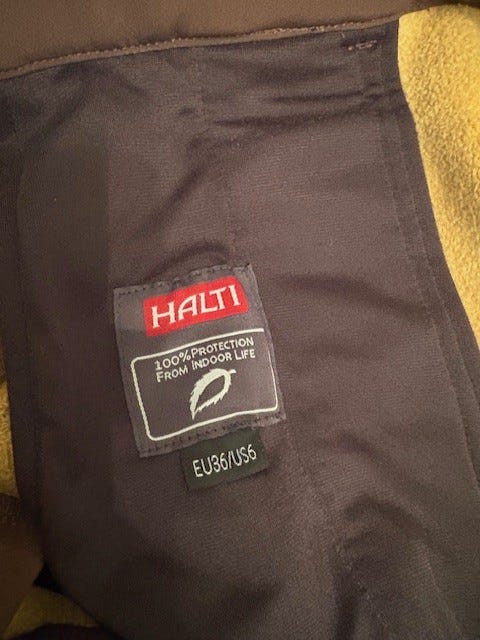 HALTI
100% PROTECTION
FROM INDOOR LIFE
EU36/US6